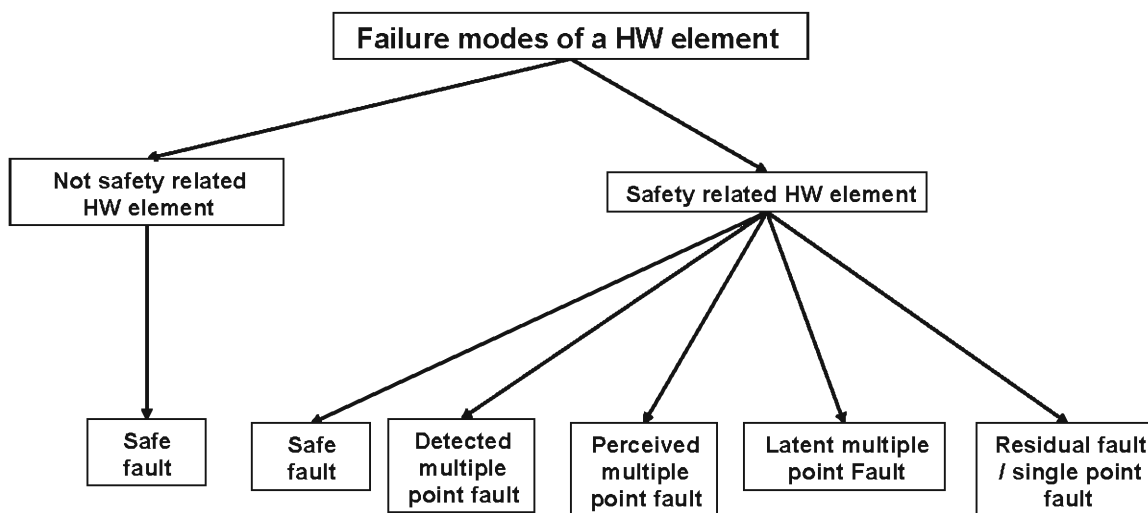 Failure modes of a HW element
Not safety related
HW element
Safety related HW element
Safe
fault
Safe
fault
Detected
multiple
point fault
Perceived
multiple
point fault
Latent multiple
point Fault
Residual fault
/ single point
fault